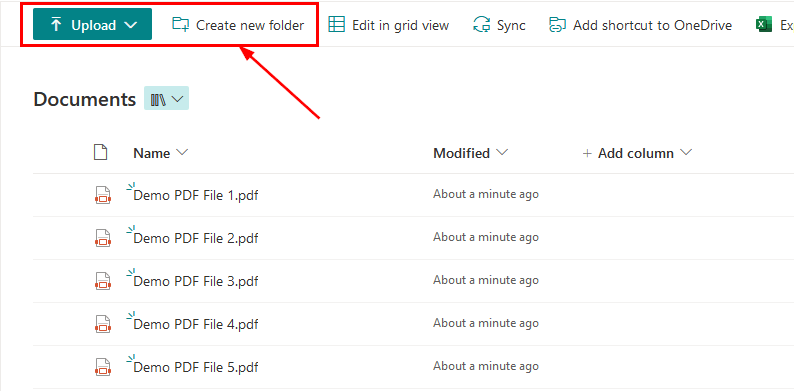 Upload Create new folder Edit in grid view Sync Add shortcut to OneDrive Ex
Documents
Name Modified + Add column
Demo PDF File 1.pdf About a minute ago
Demo PDF File 2.pdf About a minute ago
Demo PDF File 3.pdf About a minute ago
Demo PDF File 4.pdf About a minute ago
Demo PDF File 5.pdf About a minute ago